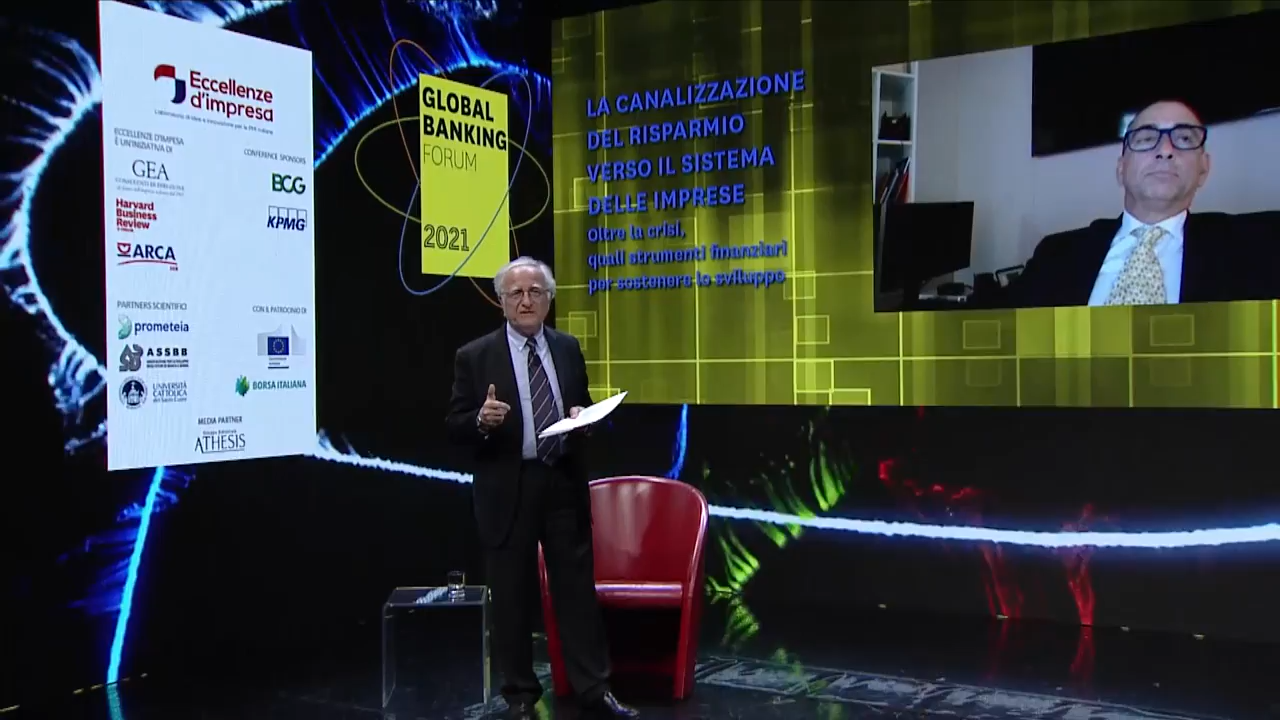 Eccellenze
d'impresa
ECCELLENZE D'IMPESA
È UN'INIZIATIVA DI
GEA
Harvard
Business
Review
ARCA
CONFERENCE SPONSORS
BCG
KPMG
PARTNERS SCIENTIFICI
prometeia
ASSBB
UNIVERSITÀ
CATTOLICA
del Sacro Cuore
CON IL PATROCINIO DI
BORSA ITALIANA
MEDIA PARTNER
ATHESIS
GLOBAL
BANKING
FORUM
2021
LA CANALIZZAZIONE
DEL RISPARMIO
VERSO IL SISTEMA
DELLE IMPRESE
Oltre la crisi,
quali strumenti finanziari
per sostenere lo sviluppo